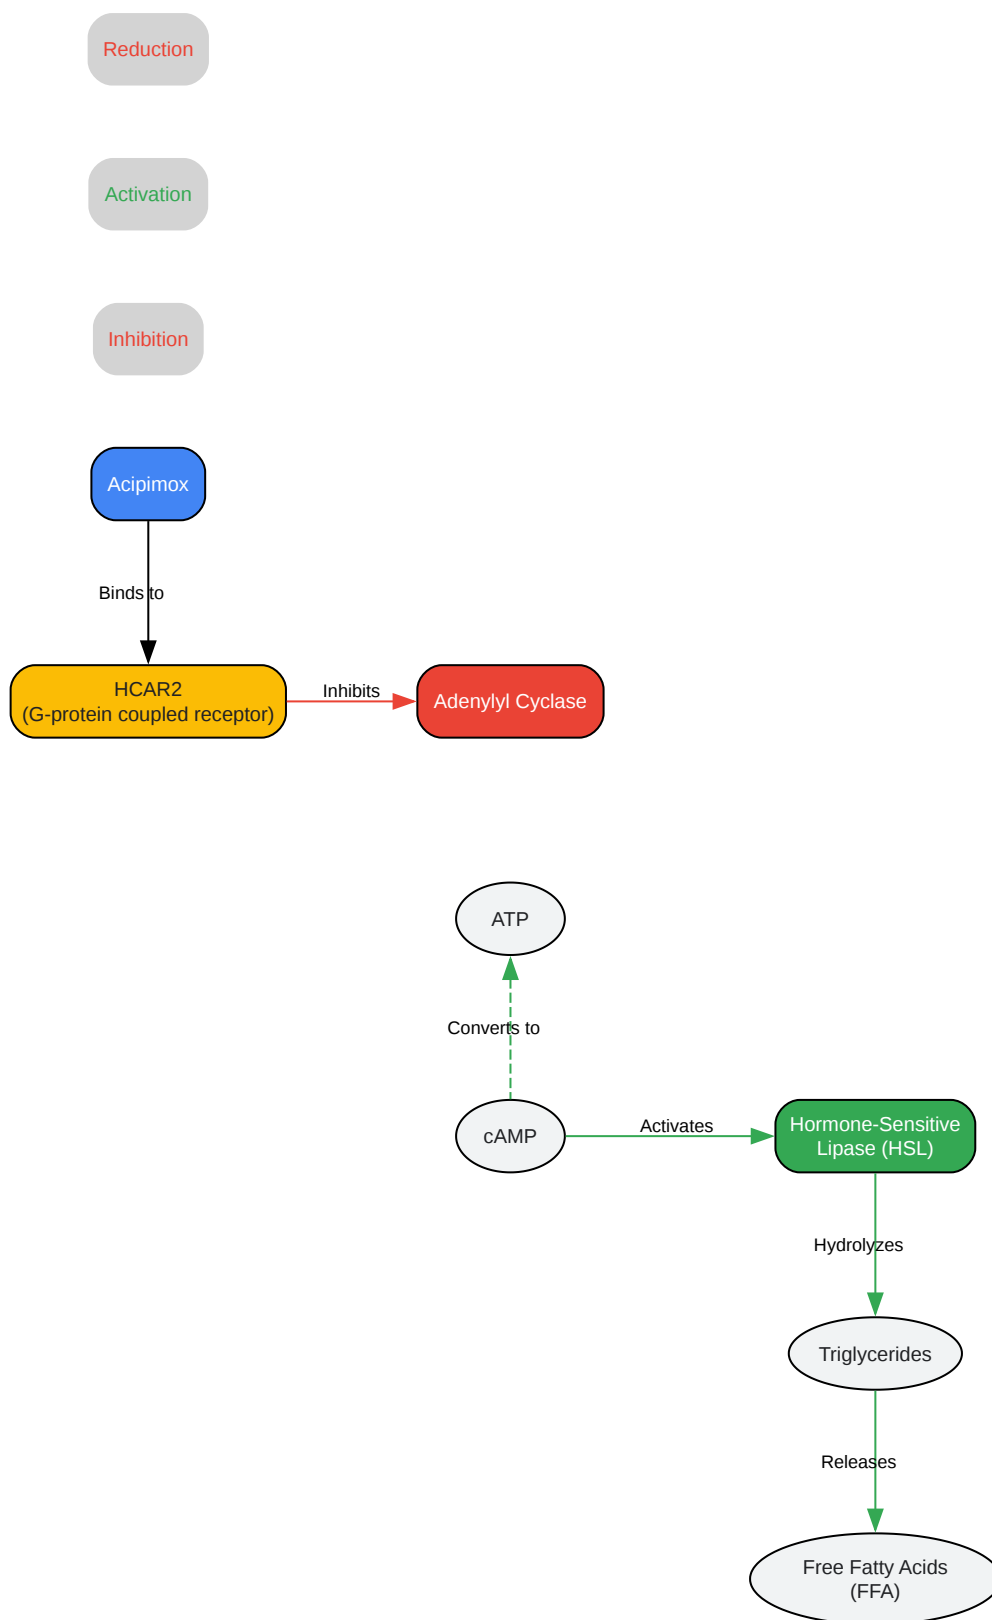 Reduction
Activation
Inhibition
Acipimox
Binds to
HCAR2
(G-protein coupled receptor)
Inhibits
Adenylyl Cyclase
ATP
Converts to
cAMP
Activates
Hormone-Sensitive
Lipase (HSL)
Hydrolyzes
Triglycerides
Releases
Free Fatty Acids
(FFA)